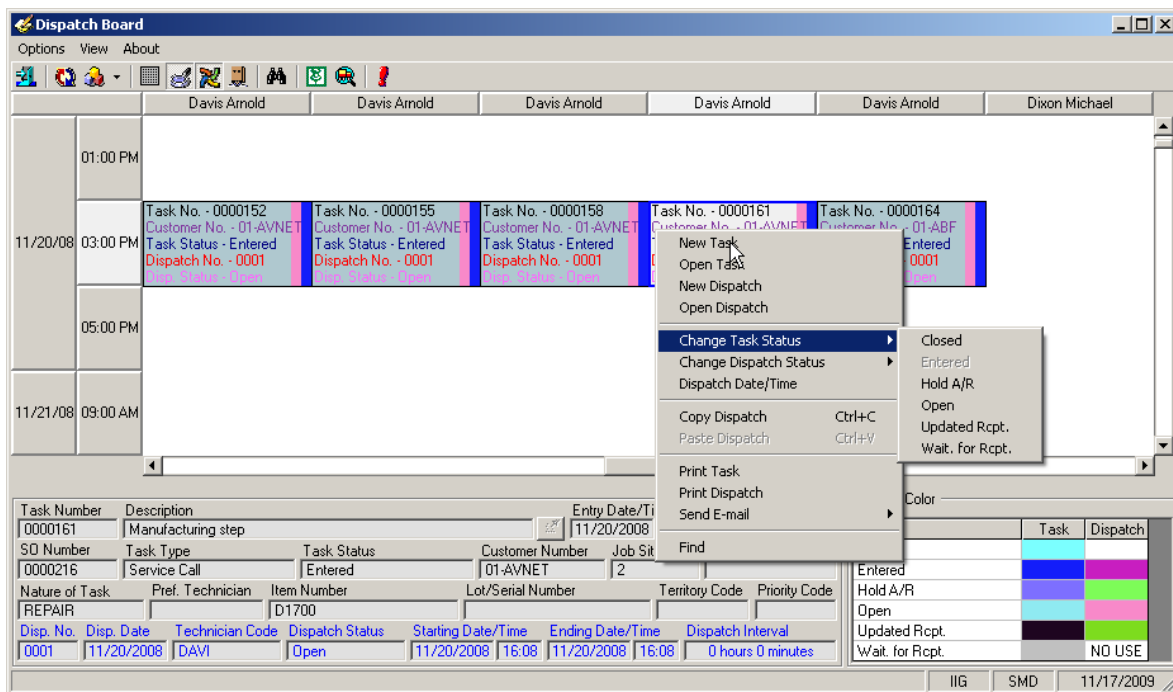 Dispatch Board
Options View About
Davis Arnold Davis Arnold Davis Arnold Davis Arnold Davis Arnold Dixon Michael
01:00 PM
11/20/08 03:00 PM
Task No. - 0000152
Customer No. - 01-AVNET
Task Status - Entered
Dispatch No. - 0001
Disp. Status - Open
Task No. - 0000155
Customer No. - 01-AVNET
Task Status - Entered
Dispatch No. - 0001
Disp. Status - Open
Task No. - 0000158
Customer No. - 01-AVNET
Task Status - Entered
Dispatch No. - 0001
Disp. Status - Open
Task No. - 0000161
Customer No. - 01-AVNET
Task No. - 0000164
Customer No. - 01-ABF
Entered
- 0001
Open
05:00 PM
11/21/08 09:00 AM
New Task
Open Task
New Dispatch
Open Dispatch
Change Task Status
Change Dispatch Status
Dispatch Date/Time
Copy Dispatch Ctrl+C
Paste Dispatch Ctrl+V
Print Task
Print Dispatch
Send E-mail
Find
Closed
Entered
Hold A/R
Open
Updated Rcpt.
Wait. for Rcpt.
Task Number Description Entry Date/Ti
0000161 Manufacturing step 11/20/2008
SO Number Task Type Task Status Customer Number Job Sit
0000216 Service Call Entered 01-AVNET 2
Nature of Task Pref. Technician Item Number Lot/Serial Number Territory Code Priority Code
REPAIR D1700
Disp. No. Disp. Date Technician Code Dispatch Status Starting Date/Time Ending Date/Time Dispatch Interval
0001 11/20/2008 DAVI Open 11/20/2008 16:08 11/20/2008 16:08 0 hours 0 minutes
Color
Task Dispatch
Entered
Hold A/R
Open
Updated Rcpt.
Wait. for Rcpt. NO USE
IIG SMD 11/17/2009